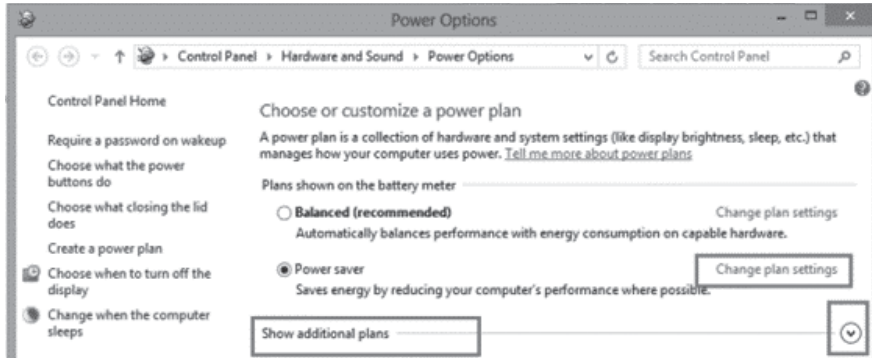 Power Options
Control Panel Hardware and Sound Power Options
Search Control Panel
Control Panel Home
Require a password on wakeup
Choose what the power
buttons do
Choose what closing the lid
does
Create a power plan
Choose when to turn off the
display
Change when the computer
sleeps
Choose or customize a power plan
A power plan is a collection of hardware and system settings (like display brightness, sleep, etc.) that
manages how your computer uses power. Tell me more about power plans
Plans shown on the battery meter
Balanced (recommended) Change plan settings
Automatically balances performance with energy consumption on capable hardware.
Power saver Change plan settings
Saves energy by reducing your computer's performance where possible.
Show additional plans